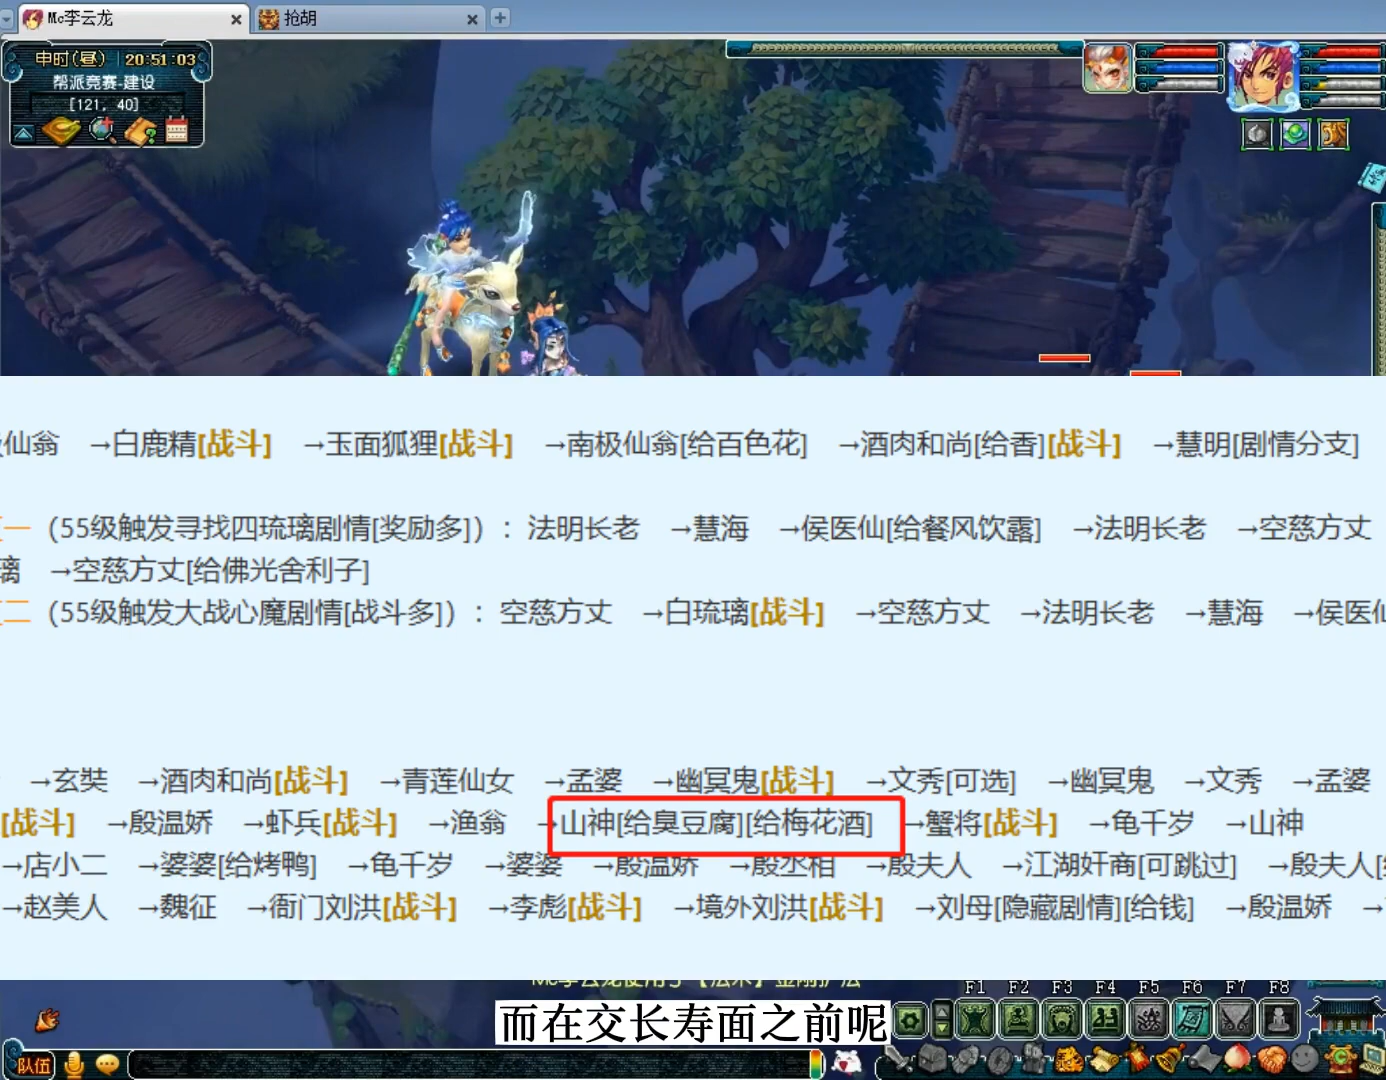 Mc李云龙
抢胡
申时(昼) 20:51:03
帮派竞赛-建设
[121, 40]
仙翁 →白鹿精[战斗] →玉面狐狸[战斗] →南极仙翁[给百色花] →酒肉和尚[给香][战斗] →慧明[剧情分支]
一（55级触发寻找四琉璃剧情[奖励多]）：法明长老 →慧海 →侯医仙[给餐风饮露] →法明长老 →空慈方丈
璃 →空慈方丈[给佛光舍利子]
二（55级触发大战心魔剧情[战斗多]）：空慈方丈 →白琉璃[战斗] →空慈方丈 →法明长老 →慧海 →侯医仙
→玄奘 →酒肉和尚[战斗] →青莲仙女 →孟婆 →幽冥鬼[战斗] →文秀[可选] →幽冥鬼 →文秀 →孟婆
[战斗] →殷温娇 →虾兵[战斗] →渔翁 →山神[给臭豆腐][给梅花酒] →蟹将[战斗] →龟千岁 →山神
→店小二 →婆婆[给烤鸭] →龟千岁 →婆婆 →殷温娇 →殷丞相 →殷夫人 →江湖奸商[可跳过] →殷夫人
→赵美人 →魏征 →衙门刘洪[战斗] →李彪[战斗] →境外刘洪[战斗] →刘母[隐藏剧情][给钱] →殷温娇 →
F1 F2 F3 F4 F5 F6 F7 F8
而在交长寿面之前呢
队伍